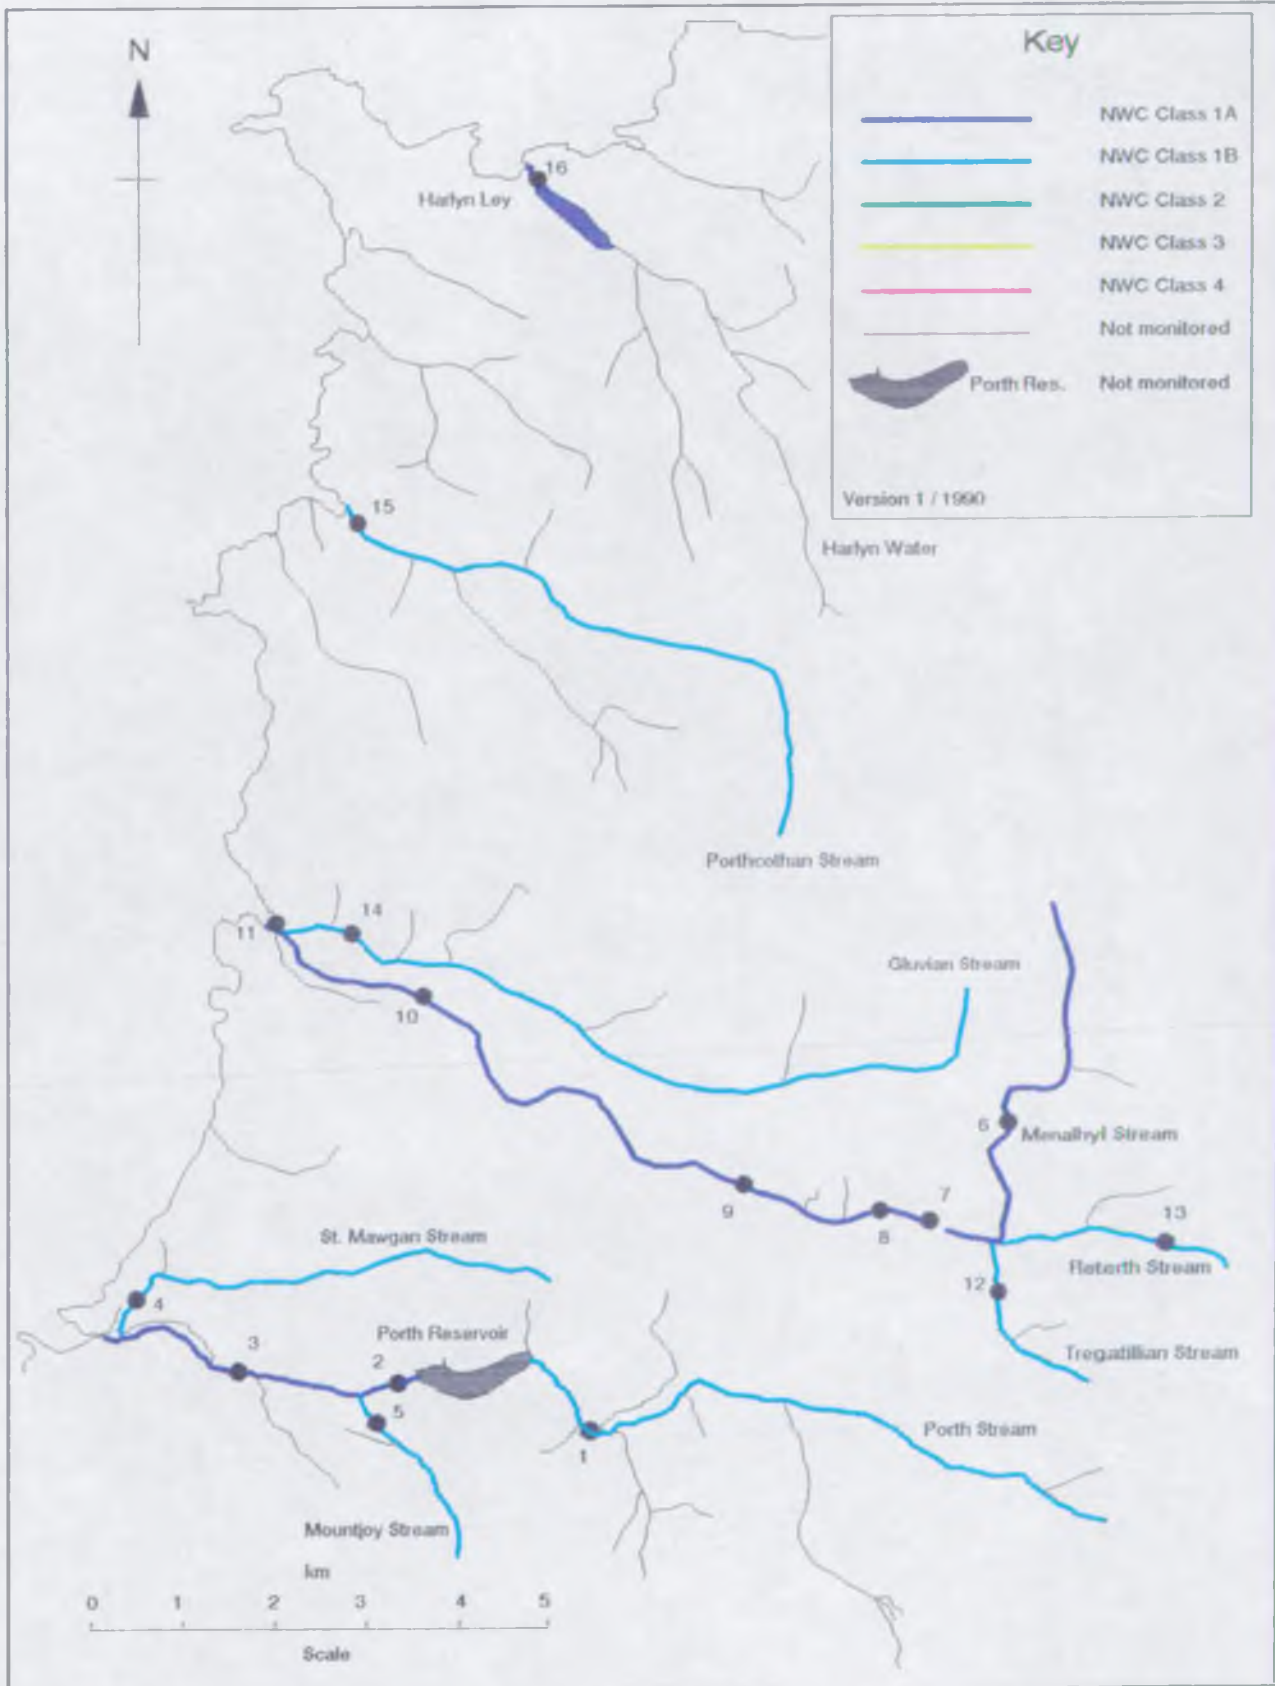 N
Key
NWC Class 1A
NWC Class 1B
NWC Class 2
NWC Class 3
NWC Class 4
Not monitored
Porth Res. Not monitored
Version 1 / 1990
16
Harlyn Ley
15
Harlyn Water
Porthcothan Stream
14
11
Gluvian Stream
10
6
Menalhyl Stream
7
9
8
13
St. Mawgan Stream
Reterth Stream
12
4
Porth Reservoir
3
2
Tregatillian Stream
5
Porth Stream
1
Mountjoy Stream
km
0 1 2 3 4 5
Scale